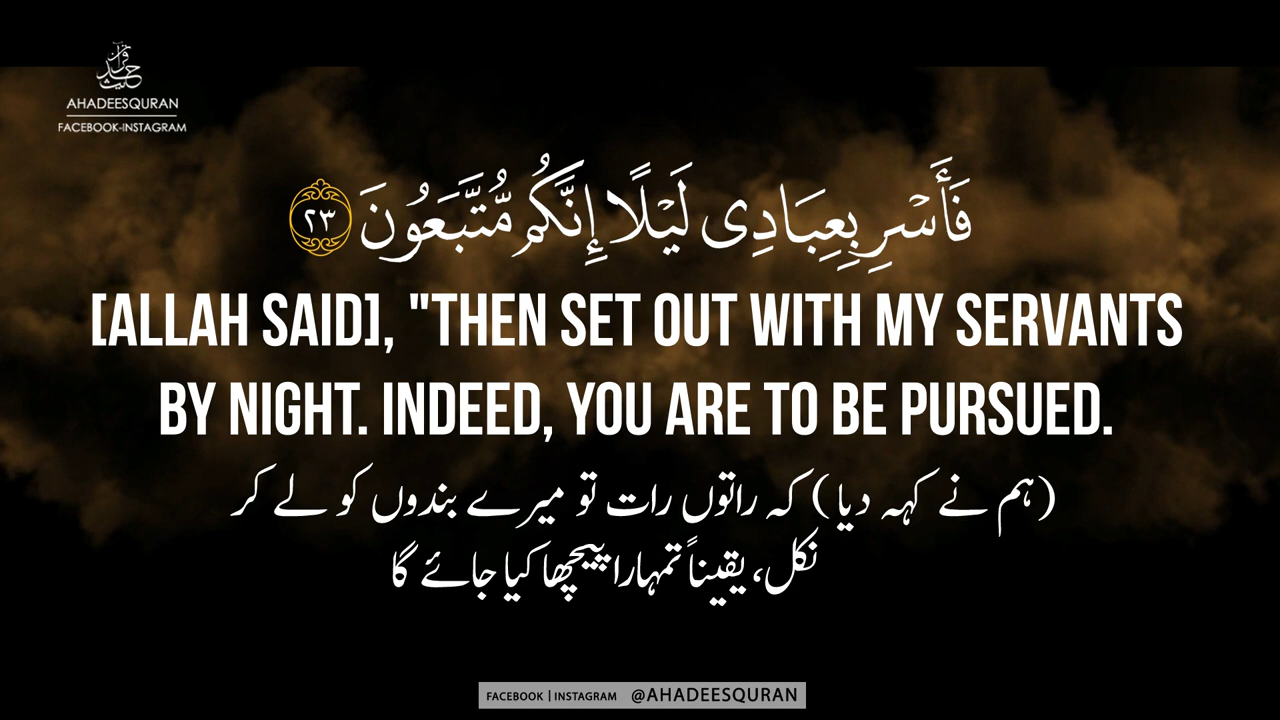 قرآن
حدیث
AHADEESQURAN
FACEBOOK-INSTAGRAM
فَأَسْرِ بِعِبَادِى لَيْلًا إِنَّكُم مُّتَّبَعُونَ ٢٣
[ALLAH SAID], "THEN SET OUT WITH MY SERVANTS
BY NIGHT. INDEED, YOU ARE TO BE PURSUED.
(ہم نے کہہ دیا) کہ راتوں رات تو میرے بندوں کو لے کر
نکل، یقیناً تمہارا پیچھا کیا جائے گا
FACEBOOK | INSTAGRAM @AHADEESQURAN